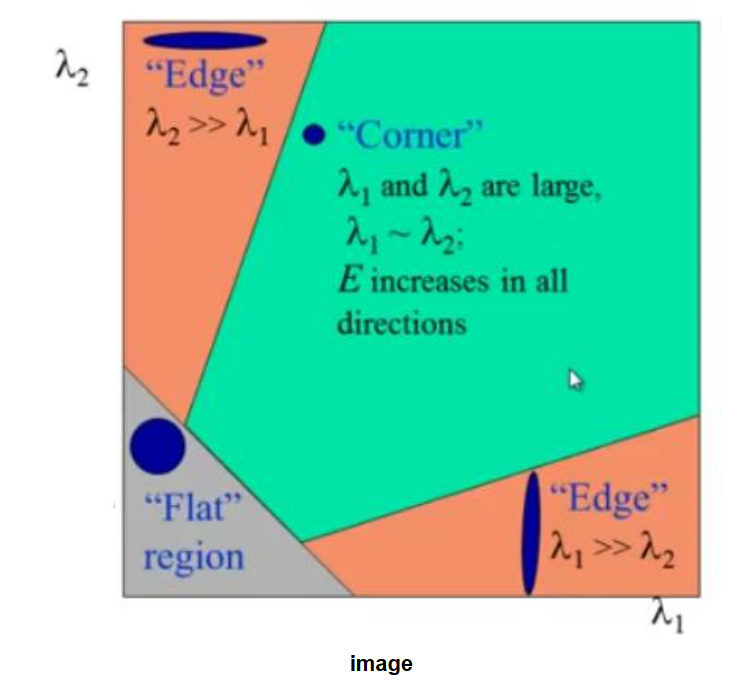 λ₂
“Edge”
λ₂ >> λ₁
“Corner”
λ₁ and λ₂ are large,
λ₁ ~ λ₂;
E increases in all
directions
“Flat”
region
“Edge”
λ₁ >> λ₂
λ₁
image